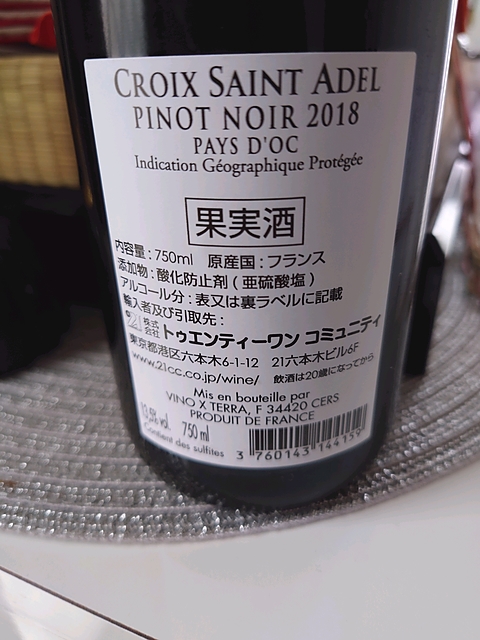 CROIX SAINT ADEL
PINOT NOIR 2018
PAYS D'OC
Indication Géographique Protégée
果実酒
内容量：750ml 原産国：フランス
添加物：酸化防止剤（亜硫酸塩）
アルコール分：表又は裏ラベルに記載
輸入者及び引取先：
株式会社 トゥエンティーワン コミュニティ
東京都港区六本木6-1-12 21六本木ビル6F
www.21cc.co.jp/wine/ 飲酒は20歳になってから
Mis en bouteille par
VINO X TERRA, F 34420 CERS
PRODUIT DE FRANCE
13,5% vol. 750 ml
Contient des sulfites
3 760143 144159